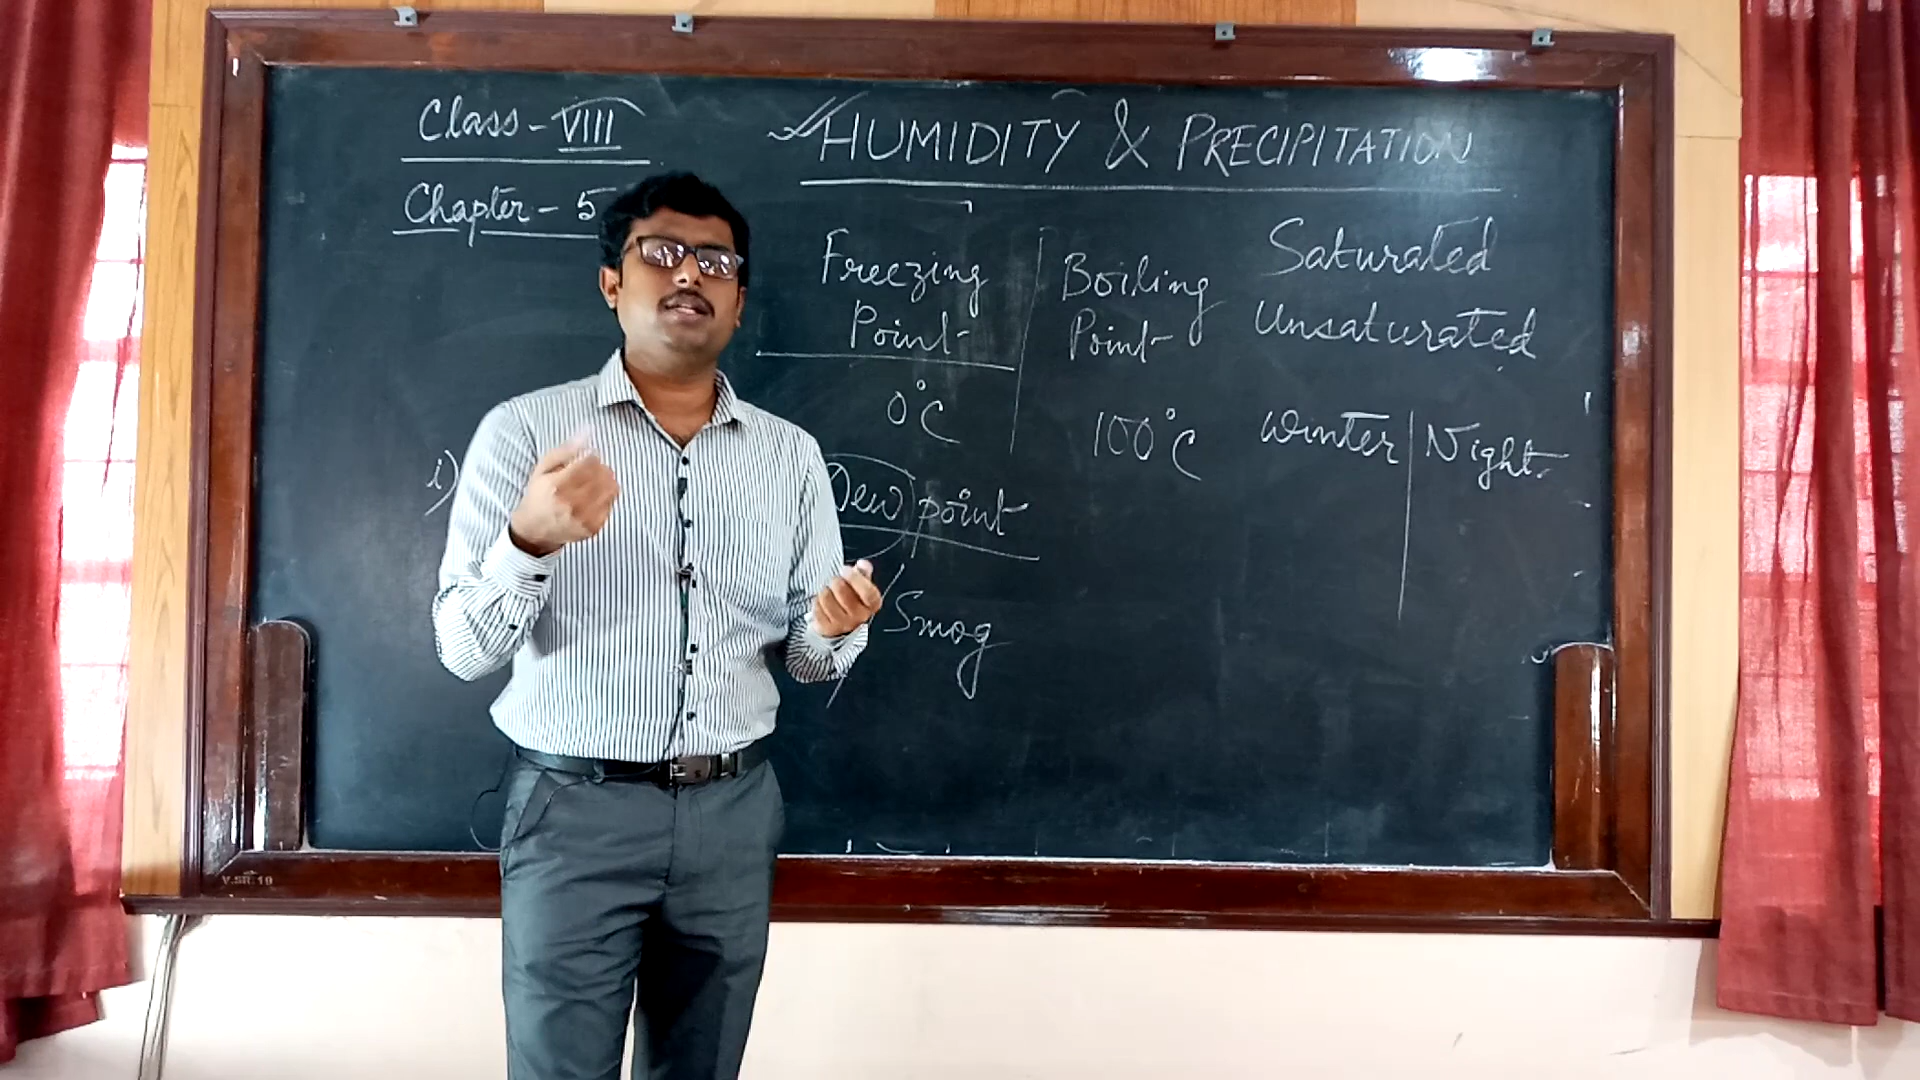 Class - VIII
HUMIDITY & PRECIPITATION
Chapter - 5
Freezing
Point
0°C
Boiling
Point
100°C
Saturated
Unsaturated
Winter
Night
i)
Dew point
Smog
V.SR.19